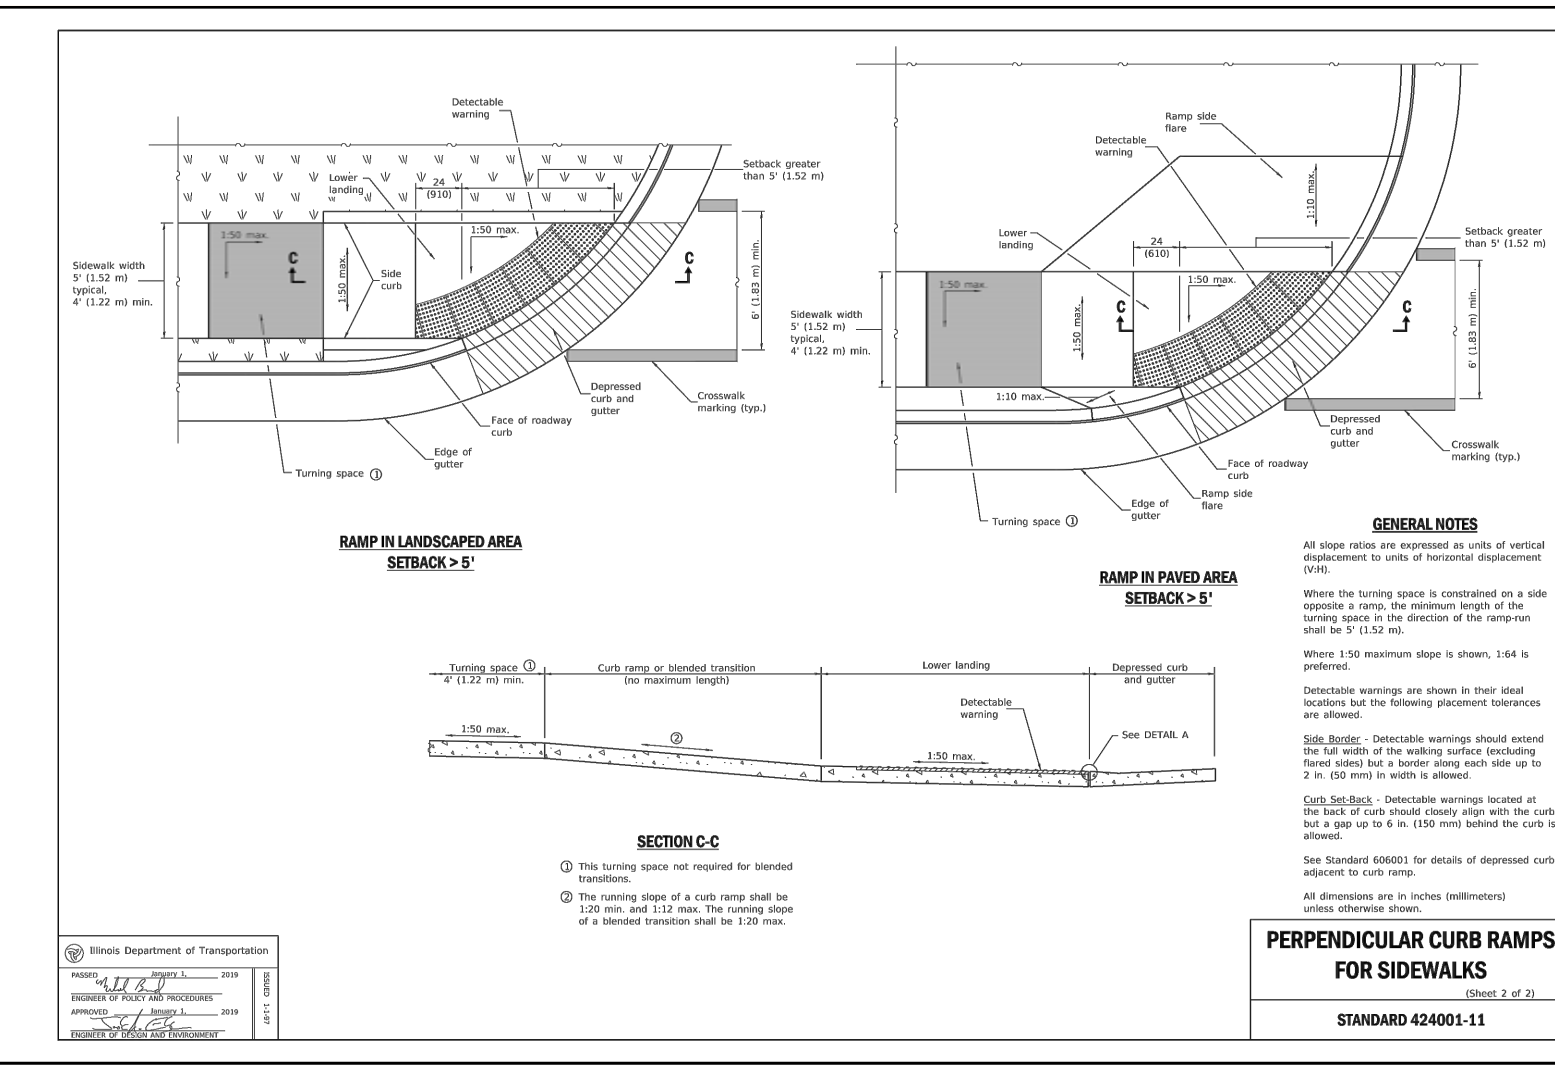 Detectable
warning
Lower
landing
24
(910)
Setback greater
than 5' (1.52 m)
1:50 max.
1:50 max.
C
C
1:50 max.
Side
curb
Sidewalk width
5' (1.52 m)
typical,
4' (1.22 m) min.
6' (1.83 m) min.
Depressed
curb and
gutter
Crosswalk
marking (typ.)
Face of roadway
curb
Edge of
gutter
Turning space 1
RAMP IN LANDSCAPED AREA
SETBACK > 5'
Ramp side
flare
Detectable
warning
1:10 max.
Lower
landing
24
(610)
Setback greater
than 5' (1.52 m)
1:50 max.
1:50 max.
C
C
1:50 max.
Sidewalk width
5' (1.52 m)
typical,
4' (1.22 m) min.
6' (1.83 m) min.
1:10 max.
Depressed
curb and
gutter
Crosswalk
marking (typ.)
Face of roadway
curb
Ramp side
flare
Edge of
gutter
Turning space 1
RAMP IN PAVED AREA
SETBACK > 5'
Turning space 1
4' (1.22 m) min.
Curb ramp or blended transition
(no maximum length)
Lower landing
Depressed curb
and gutter
Detectable
warning
1:50 max.
2
See DETAIL A
1:50 max.
SECTION C-C
1 This turning space not required for blended
transitions.
2 The running slope of a curb ramp shall be
1:20 min. and 1:12 max. The running slope
of a blended transition shall be 1:20 max.
GENERAL NOTES
All slope ratios are expressed as units of vertical
displacement to units of horizontal displacement
(V:H).
Where the turning space is constrained on a side
opposite a ramp, the minimum length of the
turning space in the direction of the ramp-run
shall be 5' (1.52 m).
Where 1:50 maximum slope is shown, 1:64 is
preferred.
Detectable warnings are shown in their ideal
locations but the following placement tolerances
are allowed.
Side Border - Detectable warnings should extend
the full width of the walking surface (excluding
flared sides) but a border along each side up to
2 in. (50 mm) in width is allowed.
Curb Set-Back - Detectable warnings located at
the back of curb should closely align with the curb
but a gap up to 6 in. (150 mm) behind the curb is
allowed.
See Standard 606001 for details of depressed curb
adjacent to curb ramp.
All dimensions are in inches (millimeters)
unless otherwise shown.
Illinois Department of Transportation
PASSED January 1, 2019
ENGINEER OF POLICY AND PROCEDURES
APPROVED January 1, 2019
ENGINEER OF DESIGN AND ENVIRONMENT
ISSUED 1-1-97
PERPENDICULAR CURB RAMPS
FOR SIDEWALKS
(Sheet 2 of 2)
STANDARD 424001-11